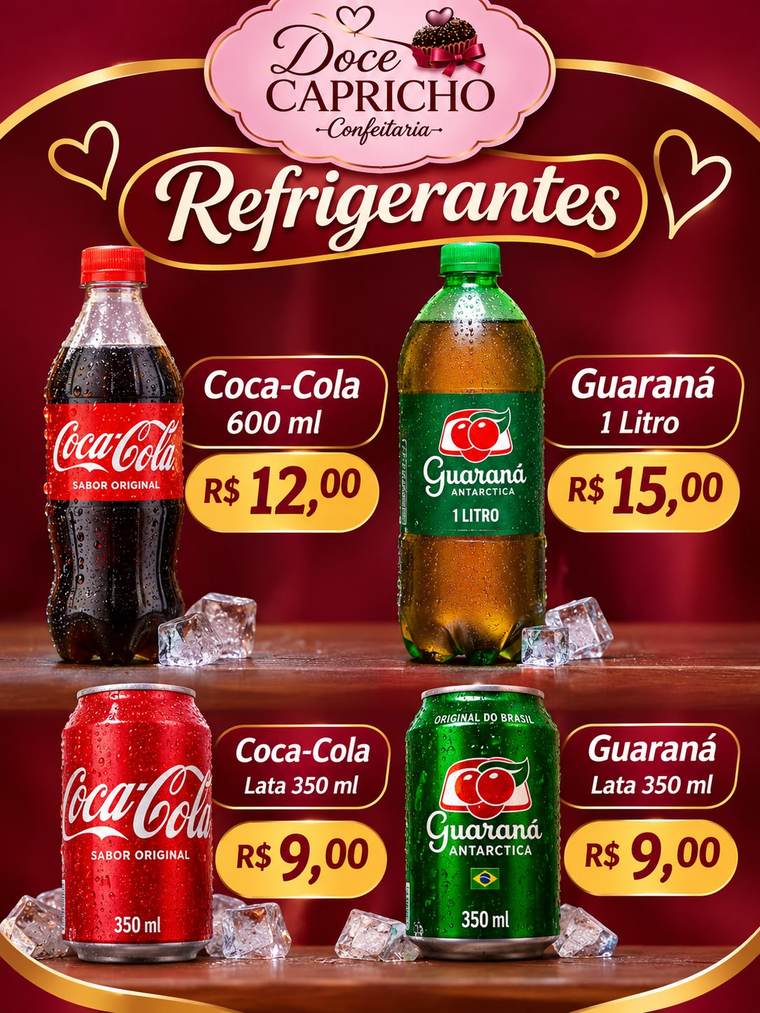 Doce
CAPRICHO
Confeitaria
Refrigerantes
Coca-Cola
SABOR ORIGINAL
Coca-Cola
600 ml
R$ 12,00
Guaraná
ANTARCTICA
1 LITRO
Guaraná
1 Litro
R$ 15,00
Coca-Cola
SABOR ORIGINAL
350 ml
Coca-Cola
Lata 350 ml
R$ 9,00
ORIGINAL DO BRASIL
Guaraná
ANTARCTICA
350 ml
Guaraná
Lata 350 ml
R$ 9,00